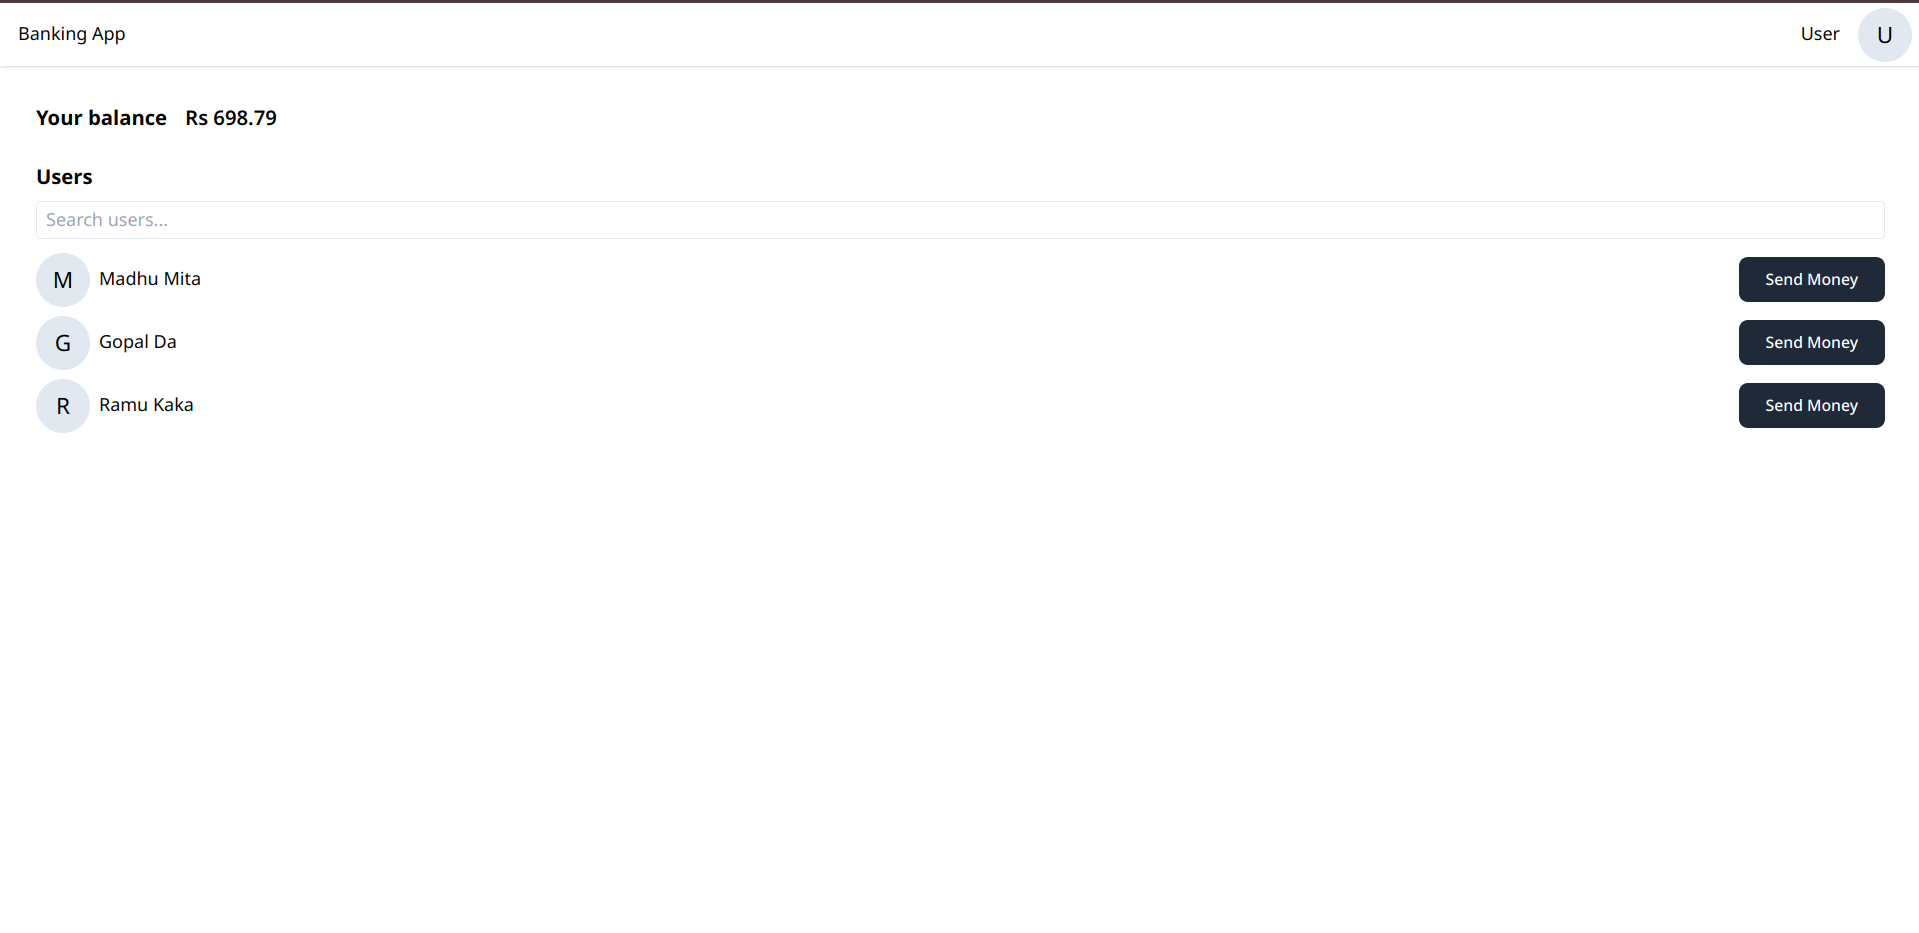 Banking App User U
Your balance Rs 698.79
Users
Search users...
M Madhu Mita Send Money
G Gopal Da Send Money
R Ramu Kaka Send Money